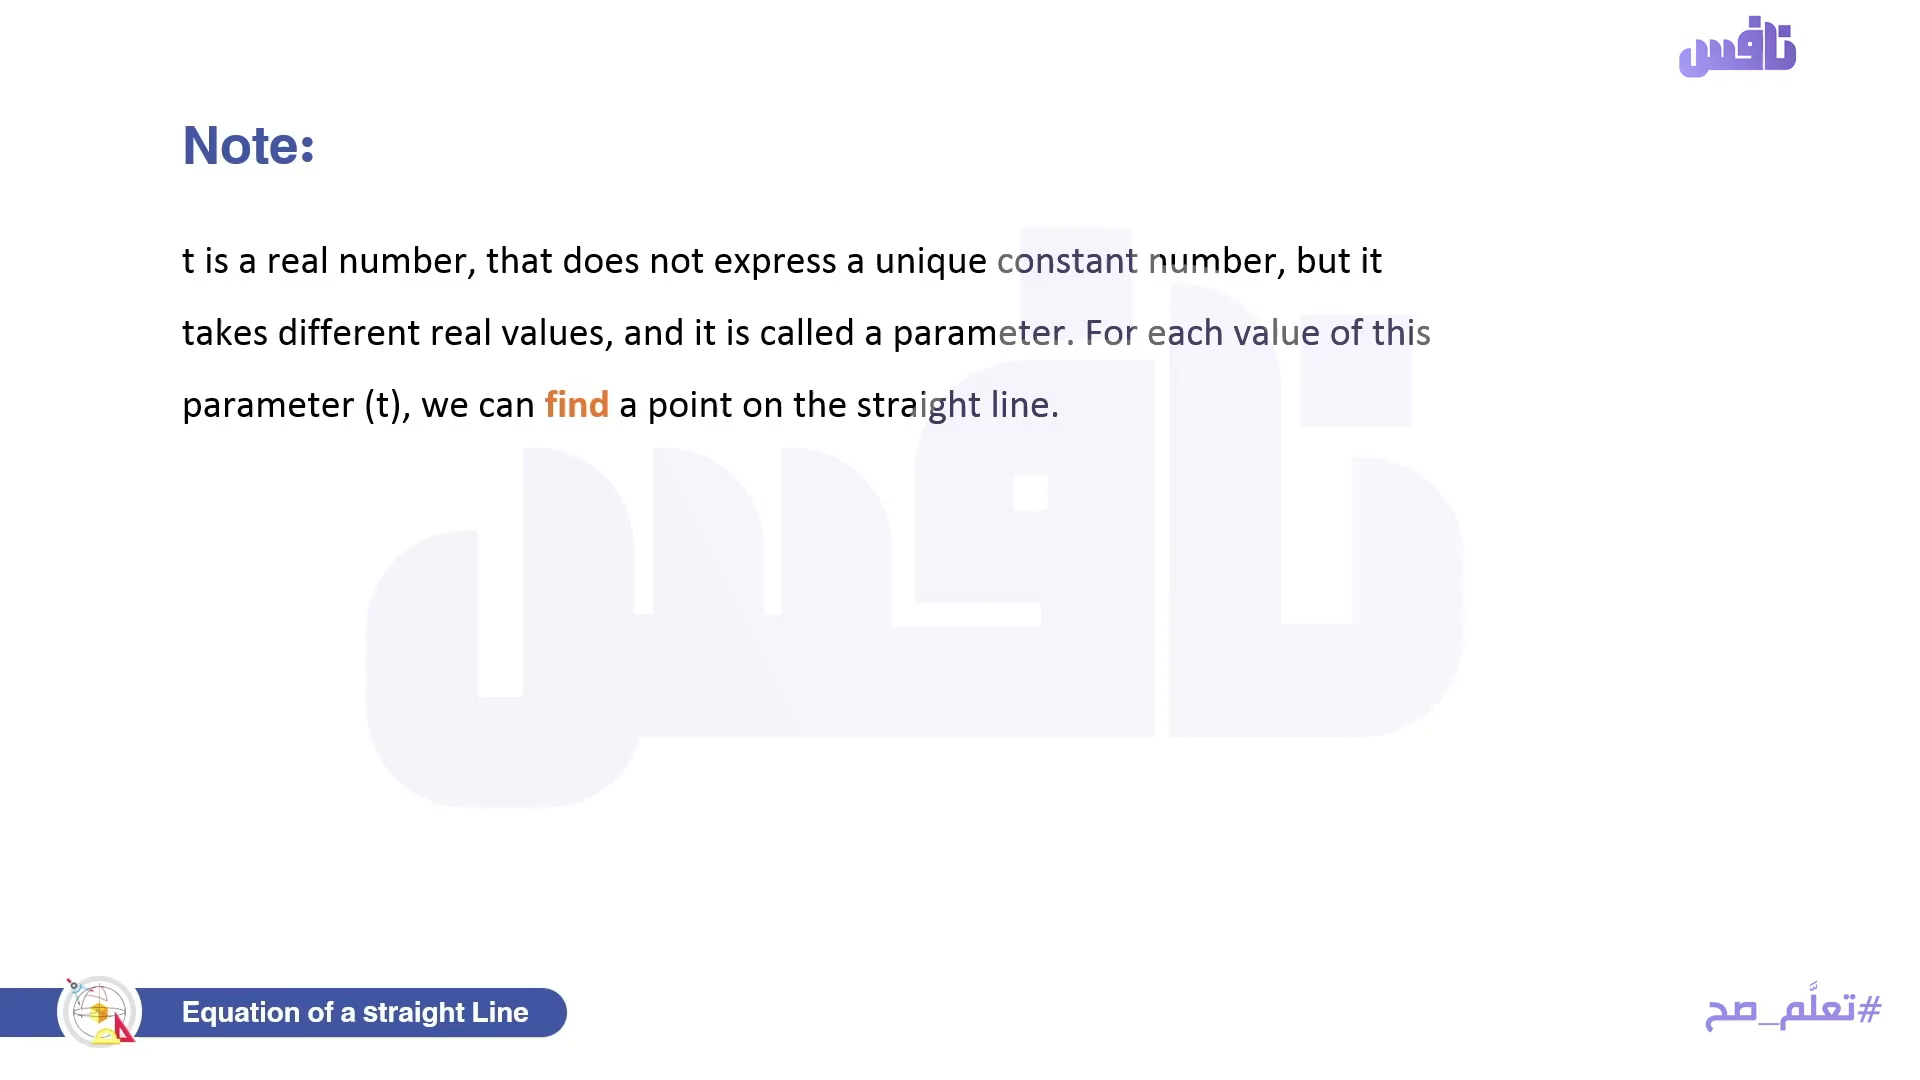 نافس
Note:
t is a real number, that does not express a unique constant number, but it
takes different real values, and it is called a parameter. For each value of this
parameter (t), we can find a point on the straight line.
نافس
Equation of a straight Line
#تعلَّم_صح